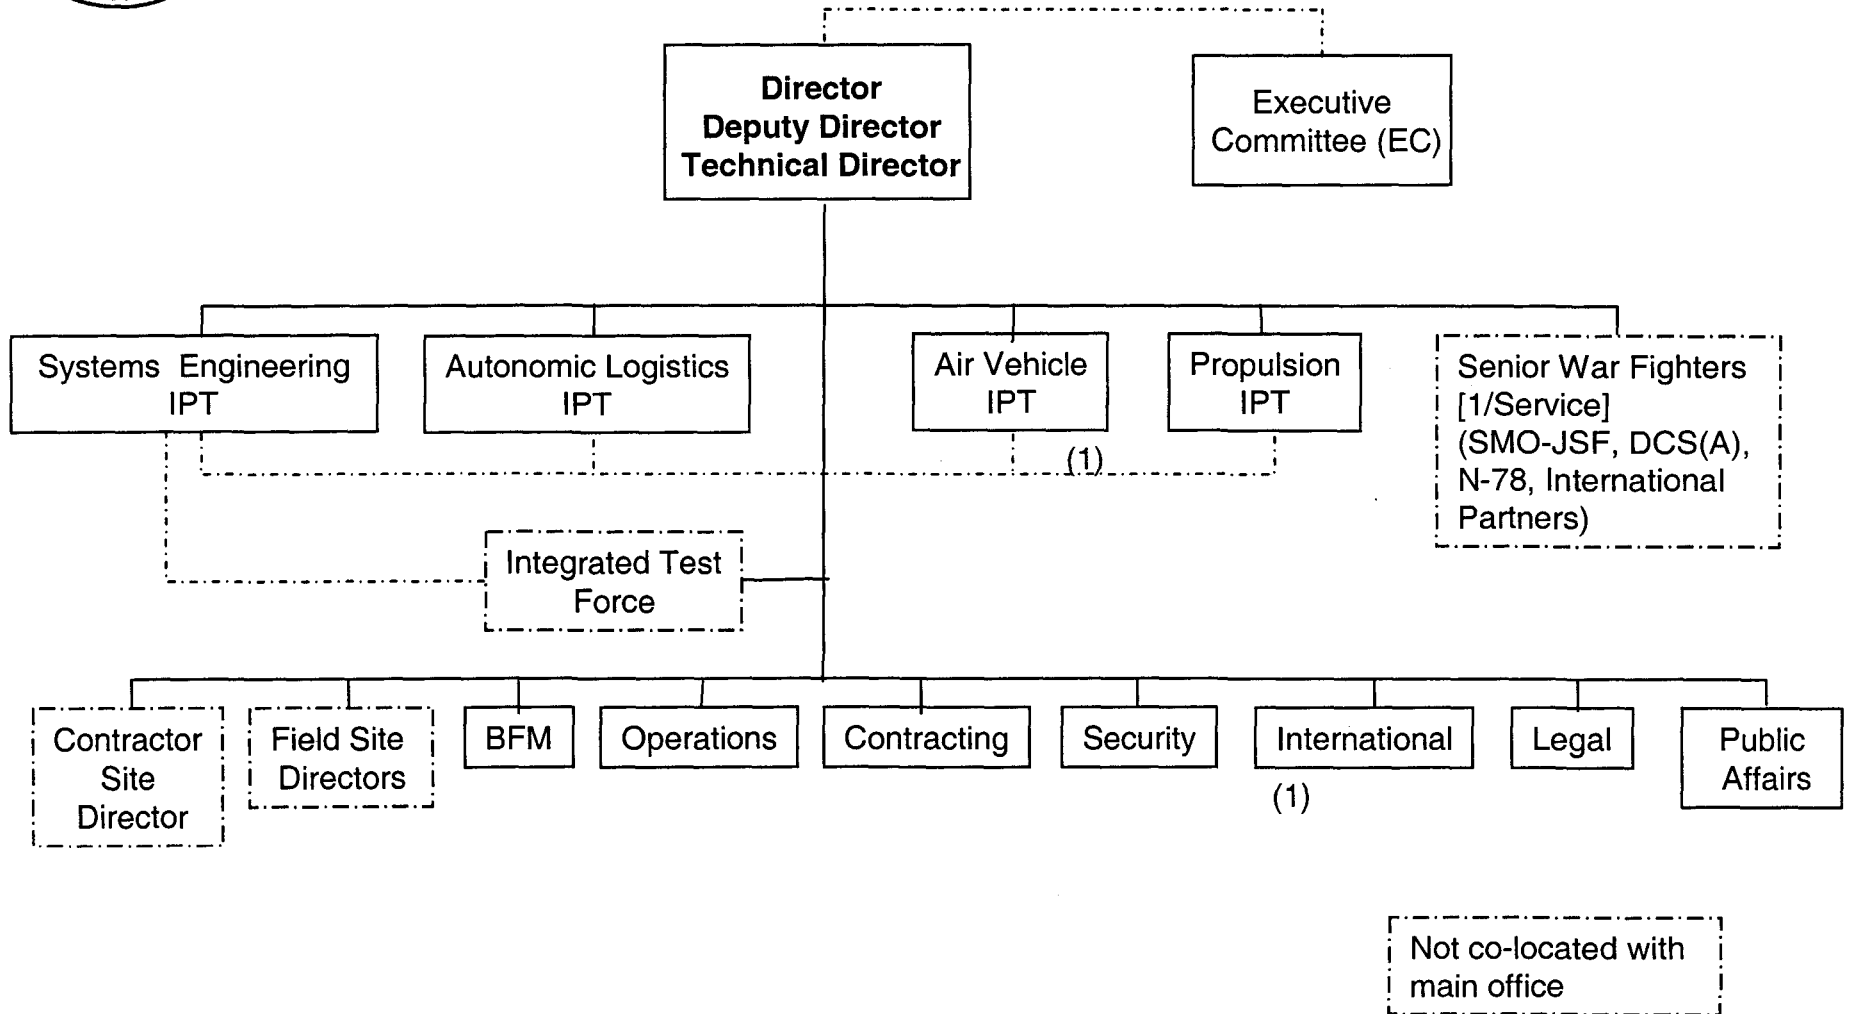 Director
Deputy Director
Technical Director
Executive
Committee (EC)
Systems Engineering
IPT
Autonomic Logistics
IPT
Air Vehicle
IPT
(1)
Propulsion
IPT
Senior War Fighters
[1/Service]
(SMO-JSF, DCS(A),
N-78, International
Partners)
Integrated Test
Force
Contractor
Site
Director
Field Site
Directors
BFM
Operations
Contracting
Security
International
(1)
Legal
Public
Affairs
Not co-located with
main office